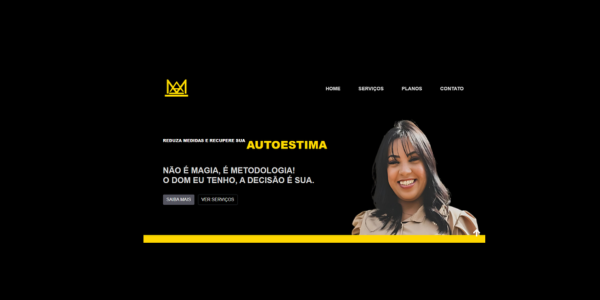 HOME SERVIÇOS PLANOS CONTATO
REDUZA MEDIDAS E RECUPERE SUA AUTOESTIMA
NÃO É MAGIA, É METODOLOGIA!
O DOM EU TENHO, A DECISÃO É SUA.
SAIBA MAIS VER SERVIÇOS